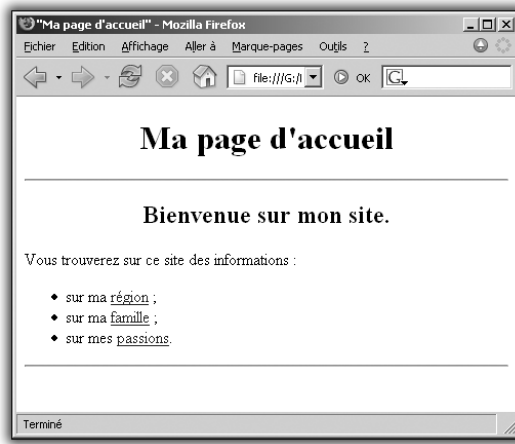 "Ma page d'accueil" - Mozilla Firefox
Fichier Edition Affichage Aller à Marque-pages Outils ?
file:///G:/I OK G
Ma page d'accueil
Bienvenue sur mon site.
Vous trouverez sur ce site des informations :
sur ma région ;
sur ma famille ;
sur mes passions.
Terminé